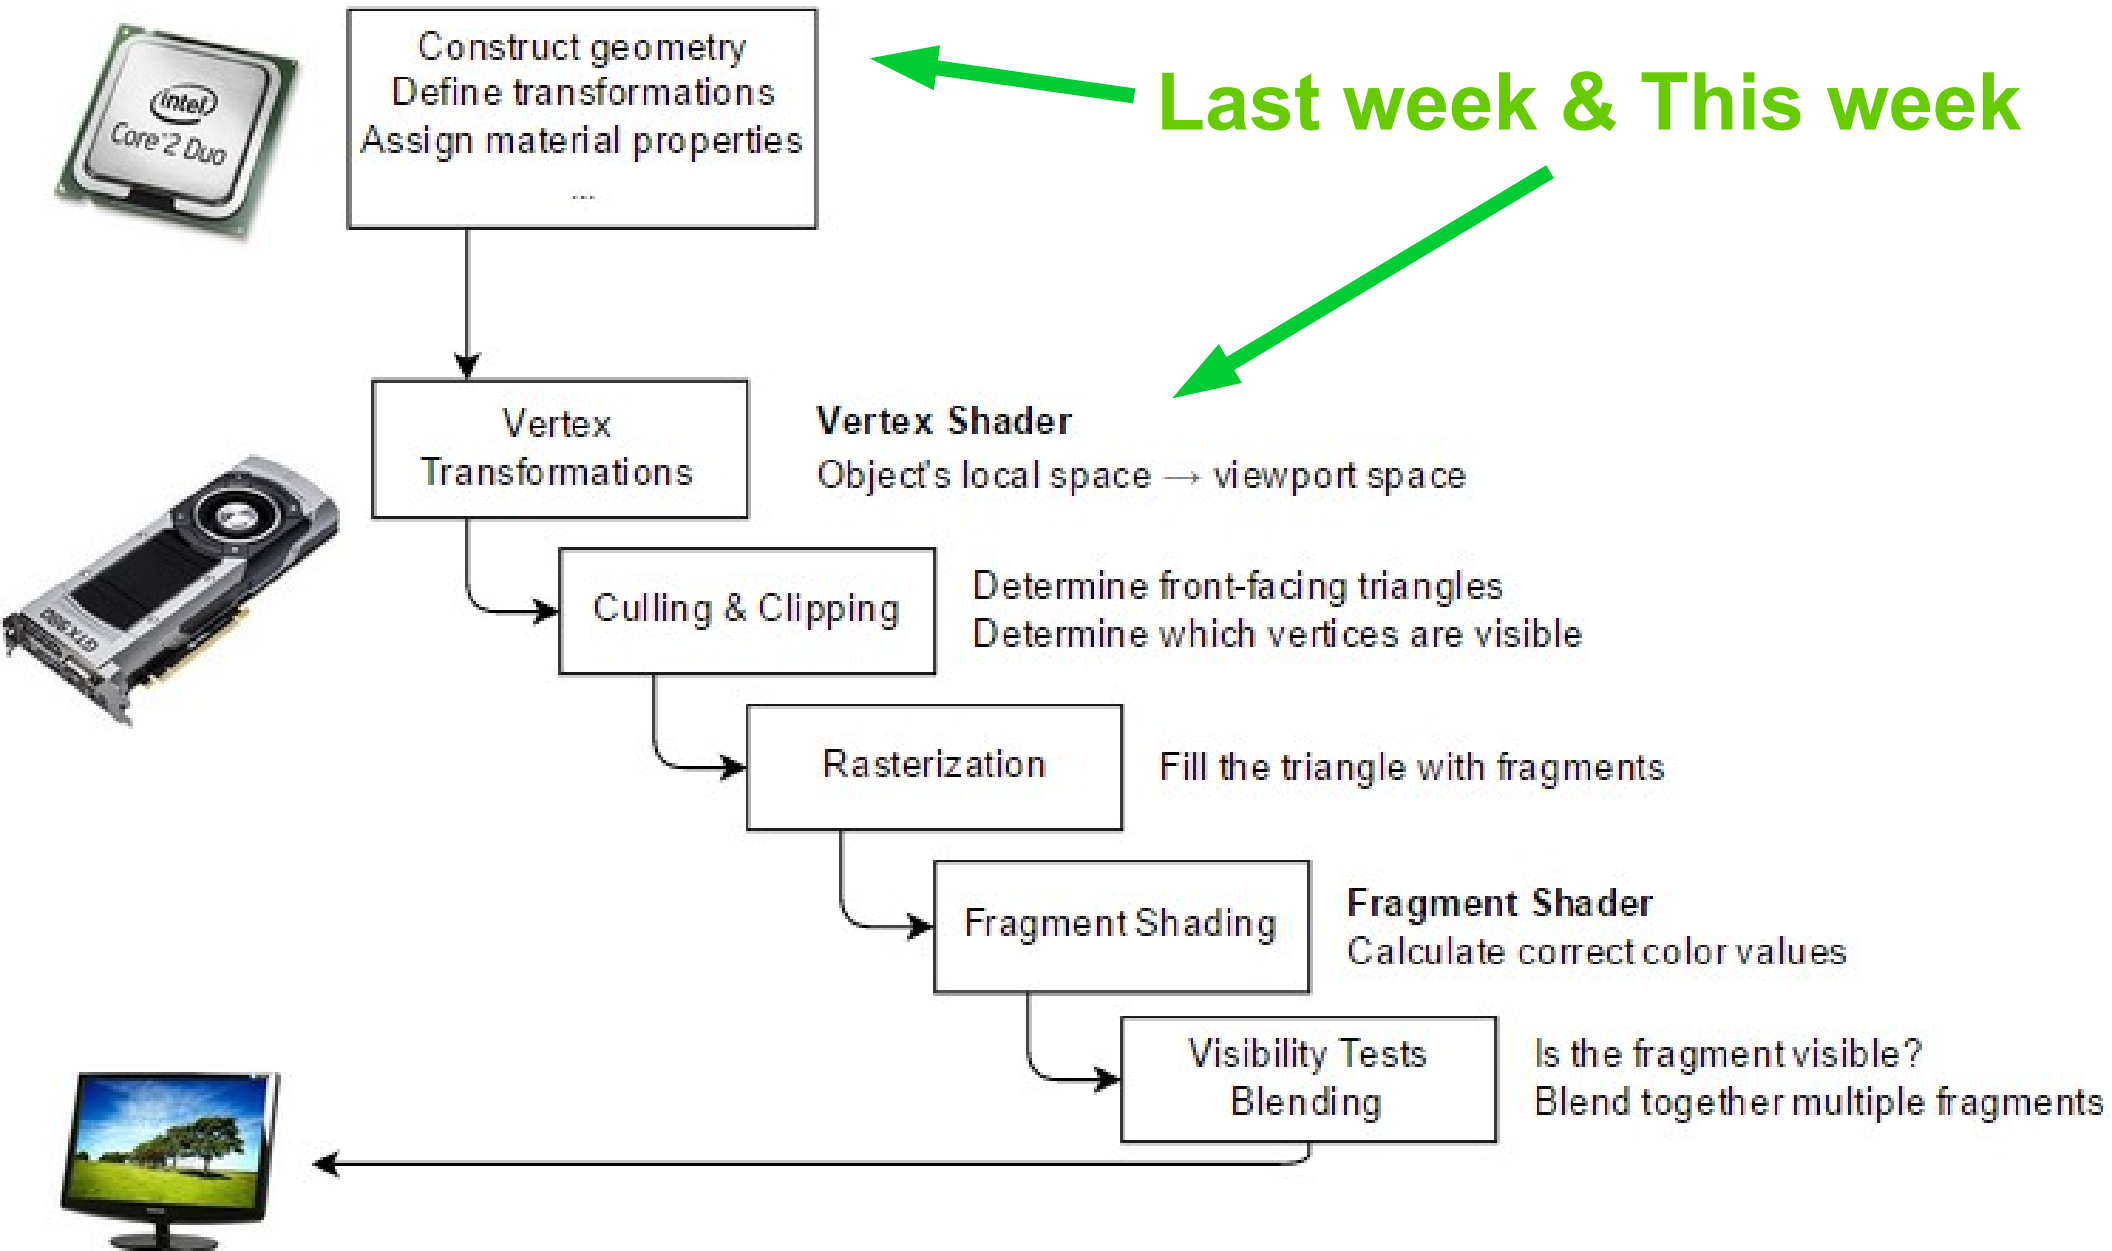 Construct geometry
Define transformations
Assign material properties
...
Last week & This week
intel
Core 2 Duo
Vertex
Transformations
Vertex Shader
Object's local space → viewport space
Culling & Clipping
Determine front-facing triangles
Determine which vertices are visible
GTX 980
Rasterization
Fill the triangle with fragments
Fragment Shading
Fragment Shader
Calculate correct color values
Visibility Tests
Blending
Is the fragment visible?
Blend together multiple fragments